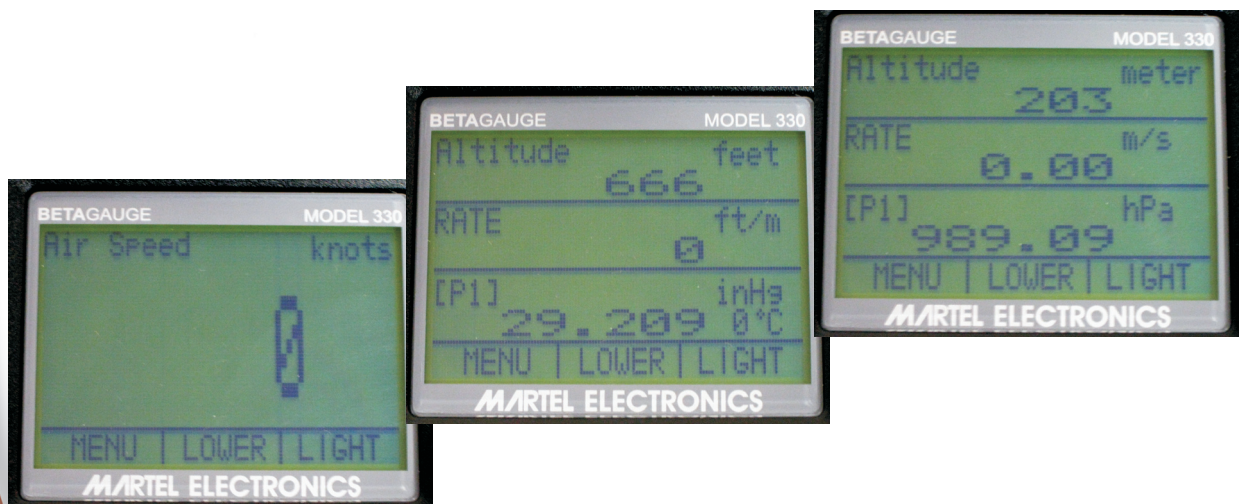 BETAGAUGE MODEL 330
Air Speed knots
0
MENU | LOWER | LIGHT
MARTEL ELECTRONICS
BETAGAUGE MODEL 330
Altitude feet
666
RATE ft/m
0
[P1] inHg
29.209 0°C
MENU | LOWER | LIGHT
MARTEL ELECTRONICS
BETAGAUGE MODEL 330
Altitude meter
203
RATE m/s
0.00
[P1] hPa
989.09
MENU | LOWER | LIGHT
MARTEL ELECTRONICS